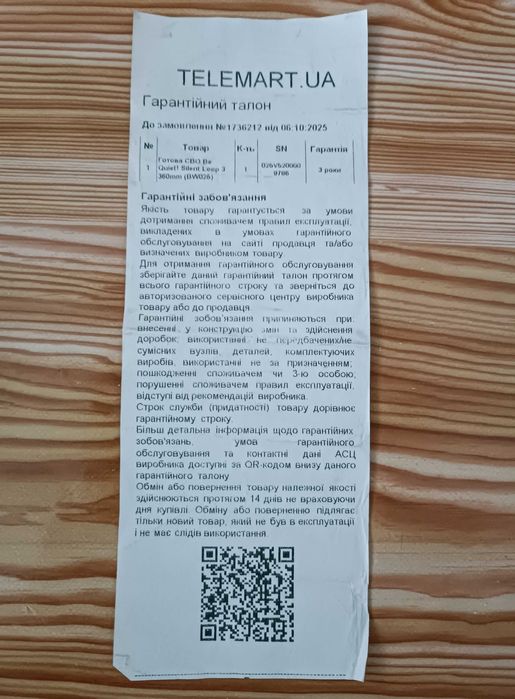 TELEMART.UA
Гарантійний талон
До замовлення №1736212 від 06.10.2025
№ Товар К-ть SN Гарантія
1 Готова СВО Be Quiet! Silent Loop 3 360mm (BW026) 1 026V520000 9786 3 роки
Гарантійні забов'язання
Якість товару гарантується за умови
дотримання споживачем правил експлуатації,
викладених в умовах гарантійного
обслуговування на сайті продавця та/або
визначених виробником товару.
Для отримання гарантійного обслуговування
зберігайте даний гарантійний талон протягом
всього гарантійного строку та зверніться до
авторизованого сервісного центру виробника
товару або до продавця.
Гарантійні зобов'язання припиняються при:
внесенні у конструкцію змін та здійснення
доробок; використанні не передбачених/не
сумісних вузлів, деталей, комплектуючих
виробів; використанні не за призначенням;
пошкодженні споживачем чи 3-ю особою;
порушенні споживачем правил експлуатації,
відступі від рекомендацій виробника.
Строк служби (придатності) товару дорівнює
гарантійному строку.
Більш детальна інформація щодо гарантійних
зобов'язань, умов гарантійного
обслуговування та контактні дані АСЦ
виробника доступні за QR-кодом внизу даного
гарантійного талону
Обмін або повернення товару належної якості
здійснюються протягом 14 днів не враховуючи
дня купівлі. Обміну або поверненню підлягає
тільки новий товар, який не був в експлуатації
і не має слідів використання.